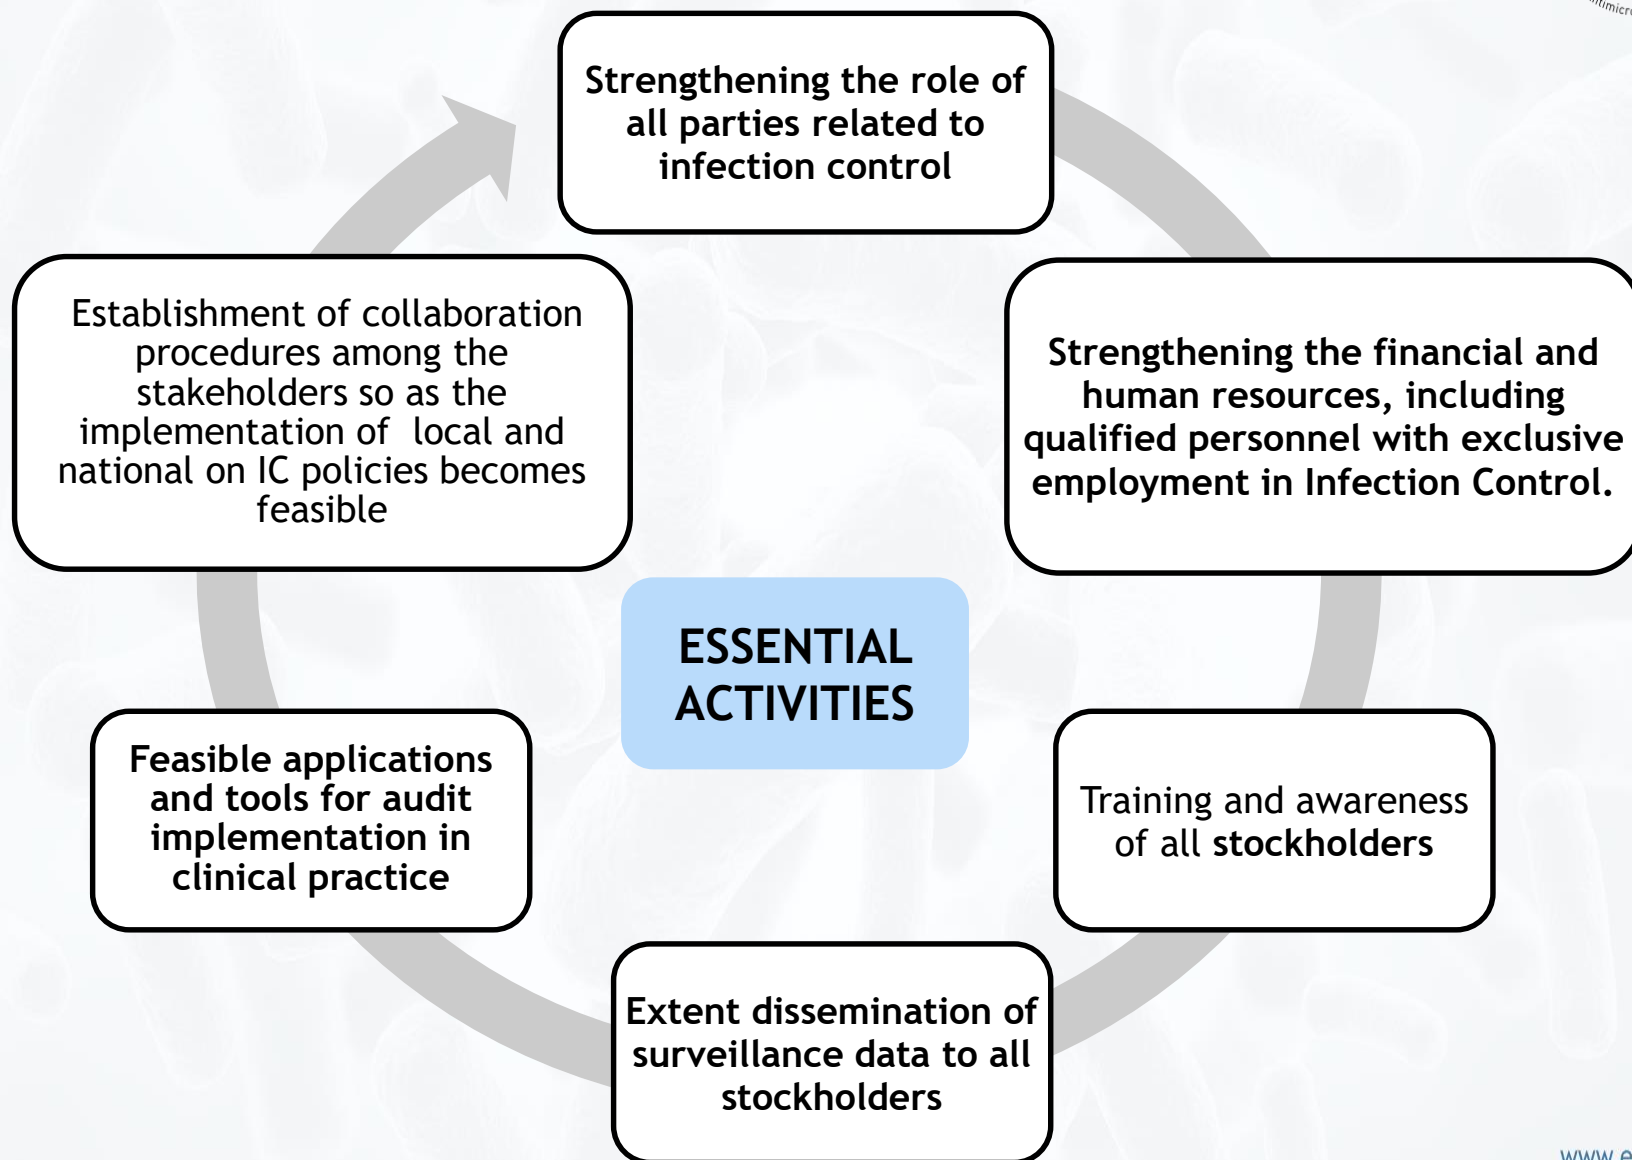 Strengthening the role of
all parties related to
infection control
Strengthening the financial and
human resources, including
qualified personnel with exclusive
employment in Infection Control.
Training and awareness
of all stockholders
Extent dissemination of
surveillance data to all
stockholders
Feasible applications
and tools for audit
implementation in
clinical practice
Establishment of collaboration
procedures among the
stakeholders so as the
implementation of  local and
national on IC policies becomes
feasible
ESSENTIAL
ACTIVITIES